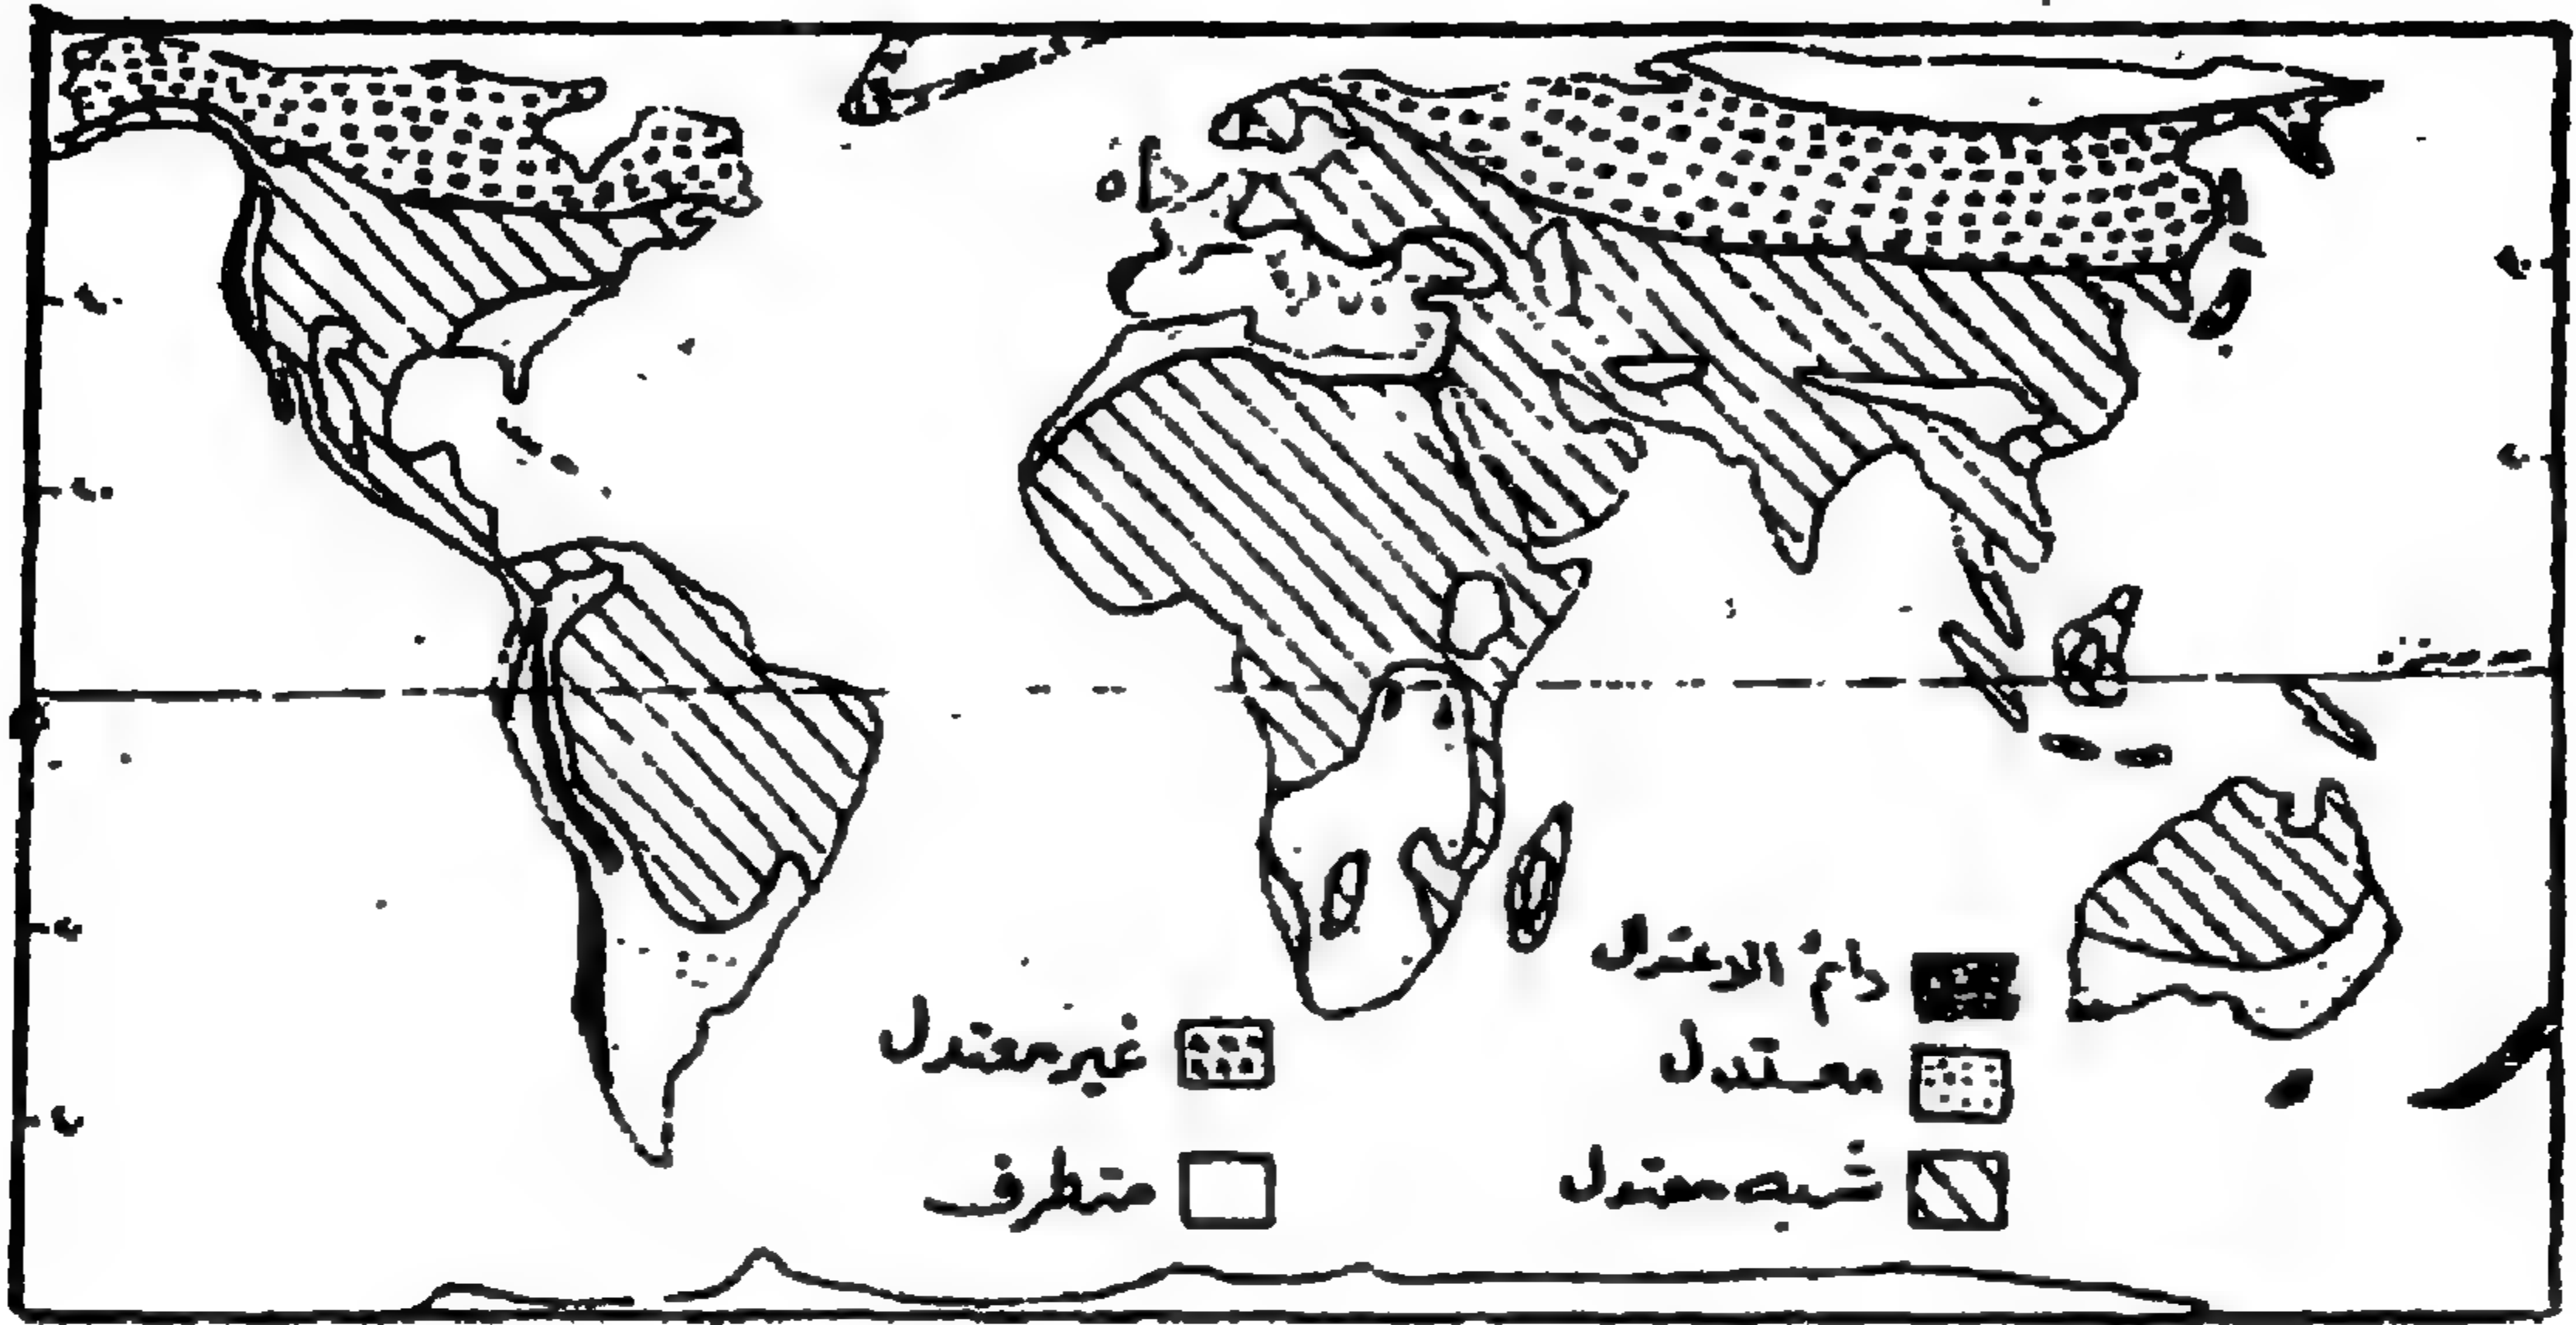 دائم الاعتدال
معتدل
شبه معتدل
غير معتدل
متطرف